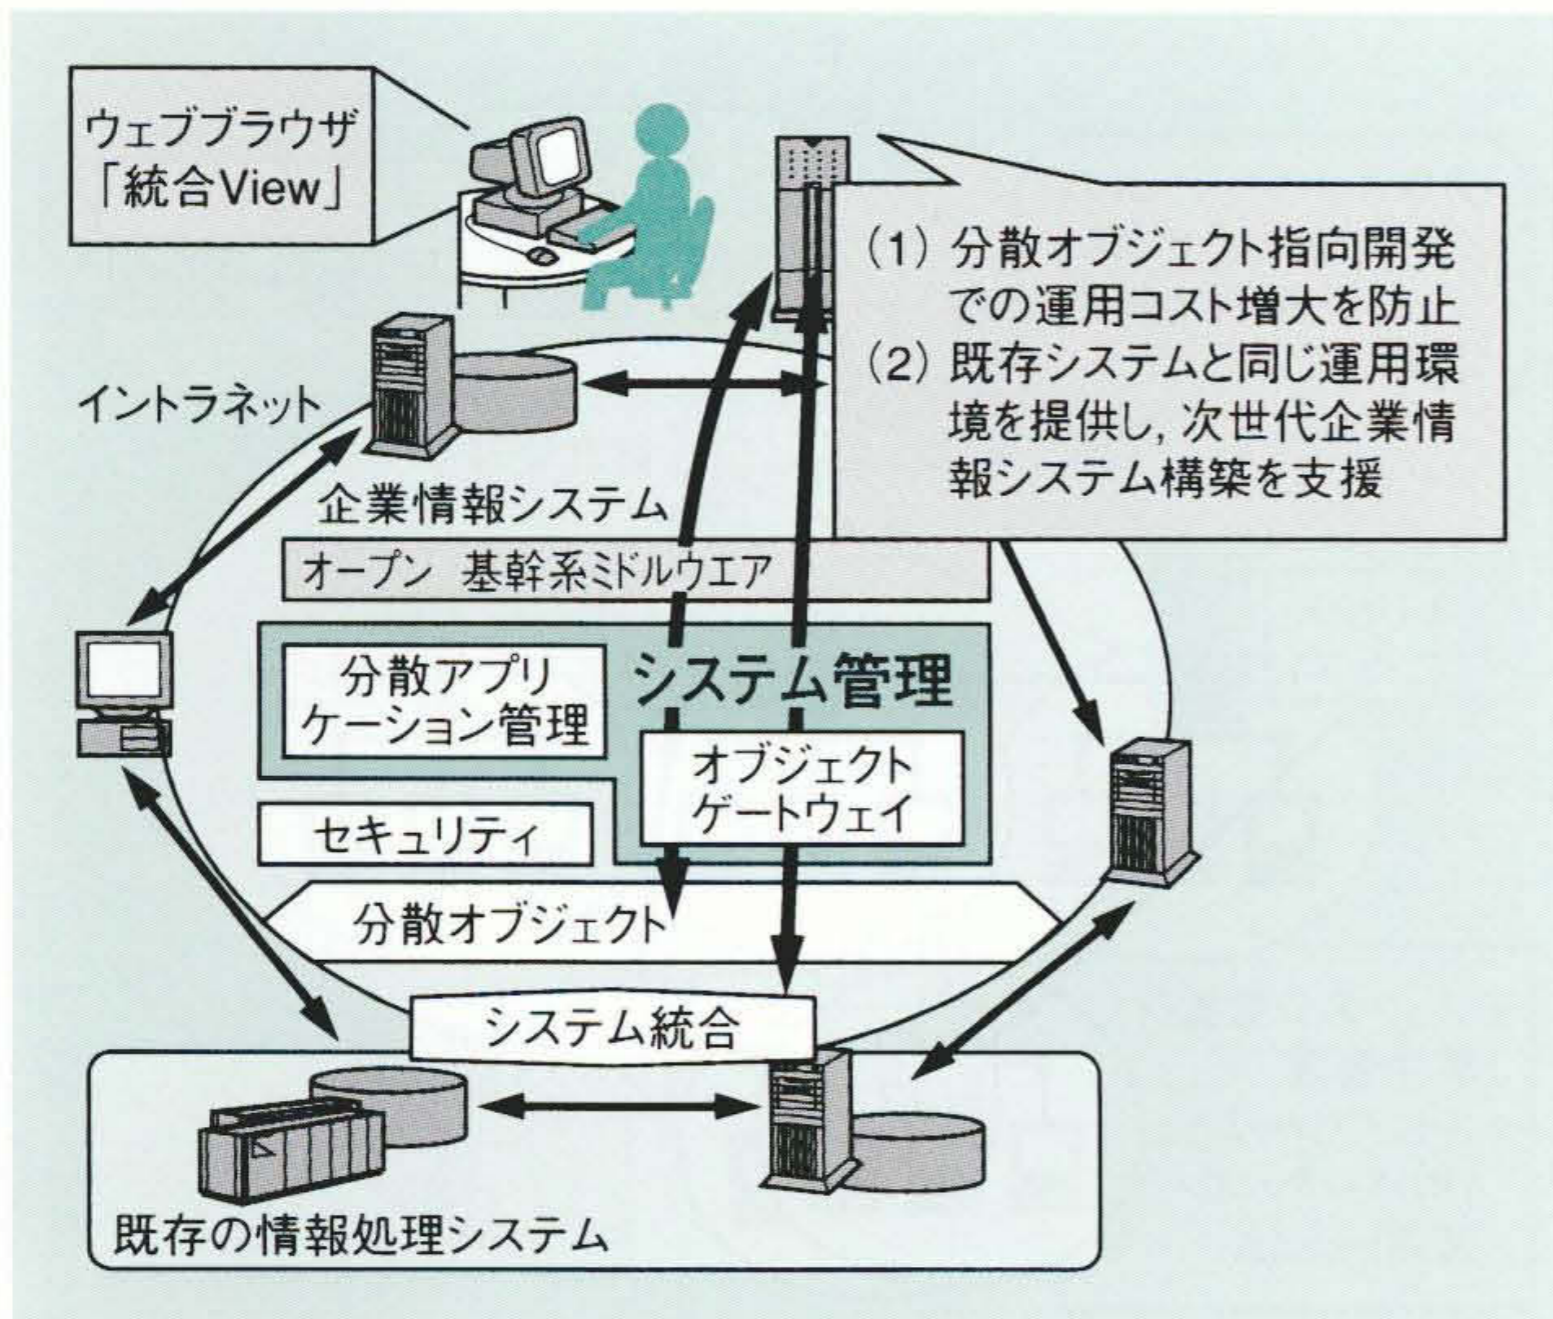 ウェブブラウザ
「統合View」
(1) 分散オブジェクト指向開発
での運用コスト増大を防止
(2) 既存システムと同じ運用環
境を提供し, 次世代企業情
報システム構築を支援
イントラネット
企業情報システム
オープン 基幹系ミドルウエア
分散アプリ
ケーション管理
システム管理
オブジェクト
ゲートウェイ
セキュリティ
分散オブジェクト
システム統合
既存の情報処理システム